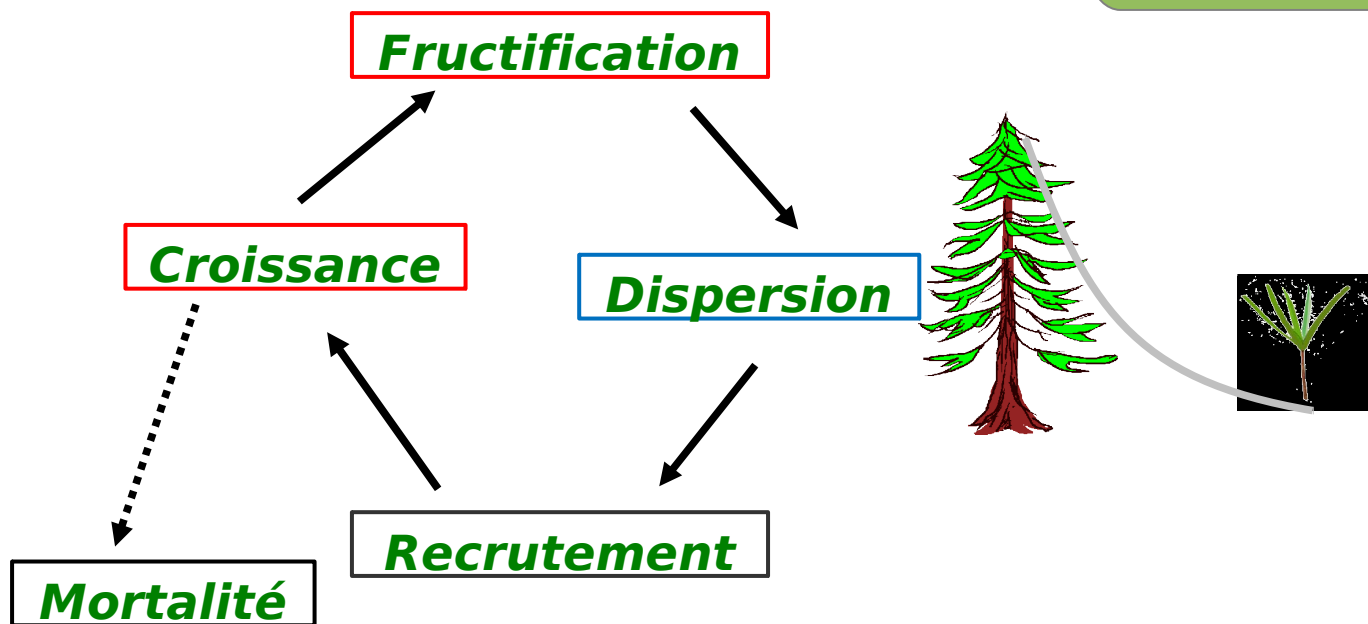 Fructification
Croissance
Dispersion
Recrutement
Mortalité